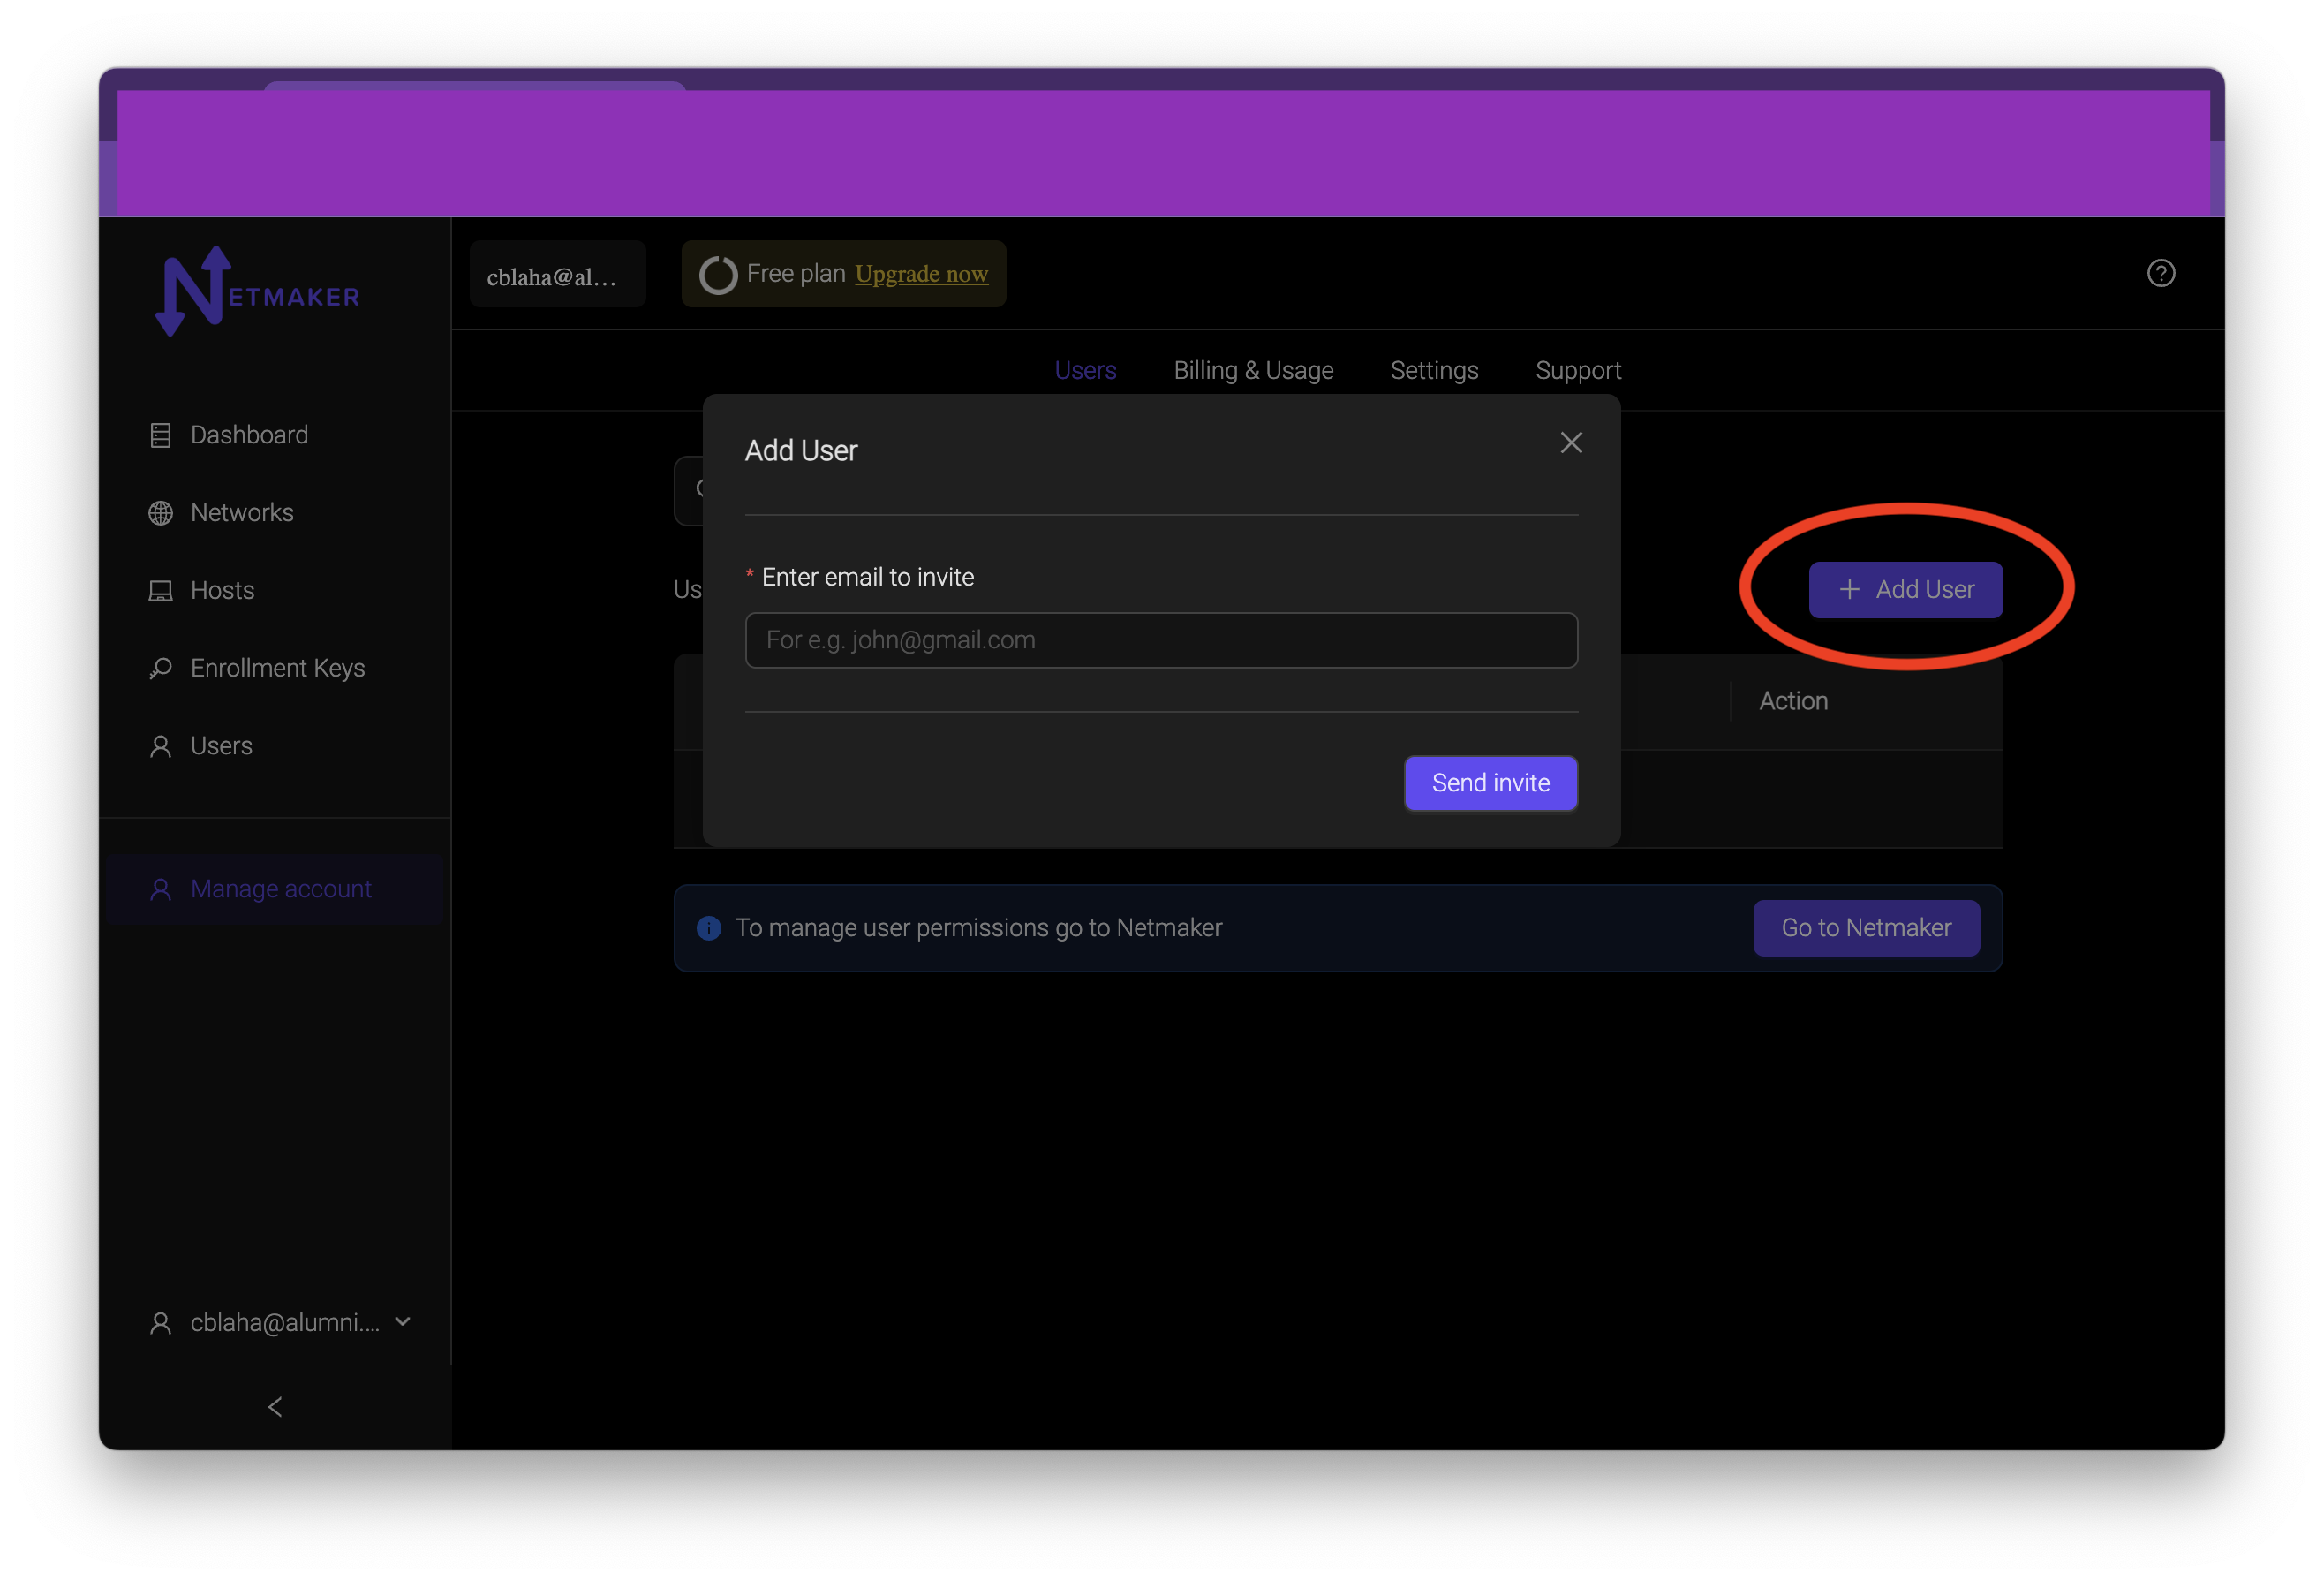 NETMAKER
cblaha@al...
Free plan Upgrade now
Users Billing & Usage Settings Support
Dashboard
Networks
Hosts
Enrollment Keys
Users
Manage account
cblaha@alumni....
Add User
* Enter email to invite
For e.g. john@gmail.com
Send invite
Us
+ Add User
Action
To manage user permissions go to Netmaker
Go to Netmaker